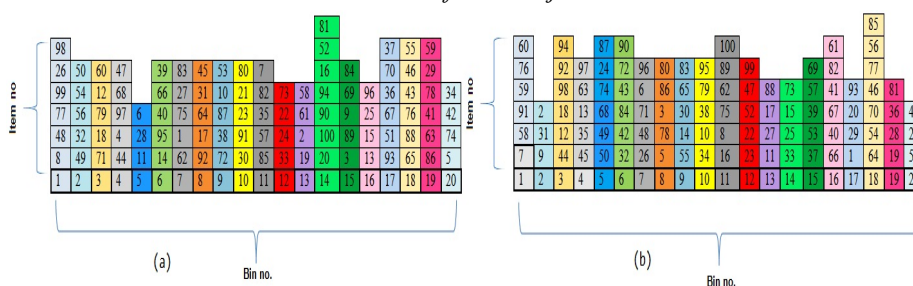 81 85
98 52 37 55 59 60 94 87 90 100 61 56
26 50 60 47 39 83 45 53 80 7 16 84 70 46 29 76 92 97 24 72 96 80 83 95 89 99 69 82 77
99 54 12 68 66 27 31 10 21 82 73 58 94 69 96 36 43 78 34 59 98 63 74 43 6 86 65 79 62 47 88 73 57 41 93 46 81
Item no
77 56 79 97 6 40 75 64 87 23 35 22 61 90 9 25 67 76 41 42
Item no
91 2 18 13 68 84 71 3 30 38 75 52 17 25 53 67 20 70 36
48 32 18 4 28 95 1 17 38 91 57 24 2 100 89 15 51 88 63 74 58 31 12 35 49 42 48 78 14 10 8 22 27 15 39 40 29 54 28
8 49 71 44 11 14 62 92 72 30 85 33 19 20 3 13 93 65 86 5 7 9 44 45 50 32 26 5 55 34 16 23 11 33 37 66 1 64 19
1 2 3 4 5 6 7 8 9 10 11 12 13 14 15 16 17 18 19 20 1 2 3 4 5 6 7 8 9 10 11 12 13 14 15 16 17 18 19
(a) (b)
Bin no. Bin no.